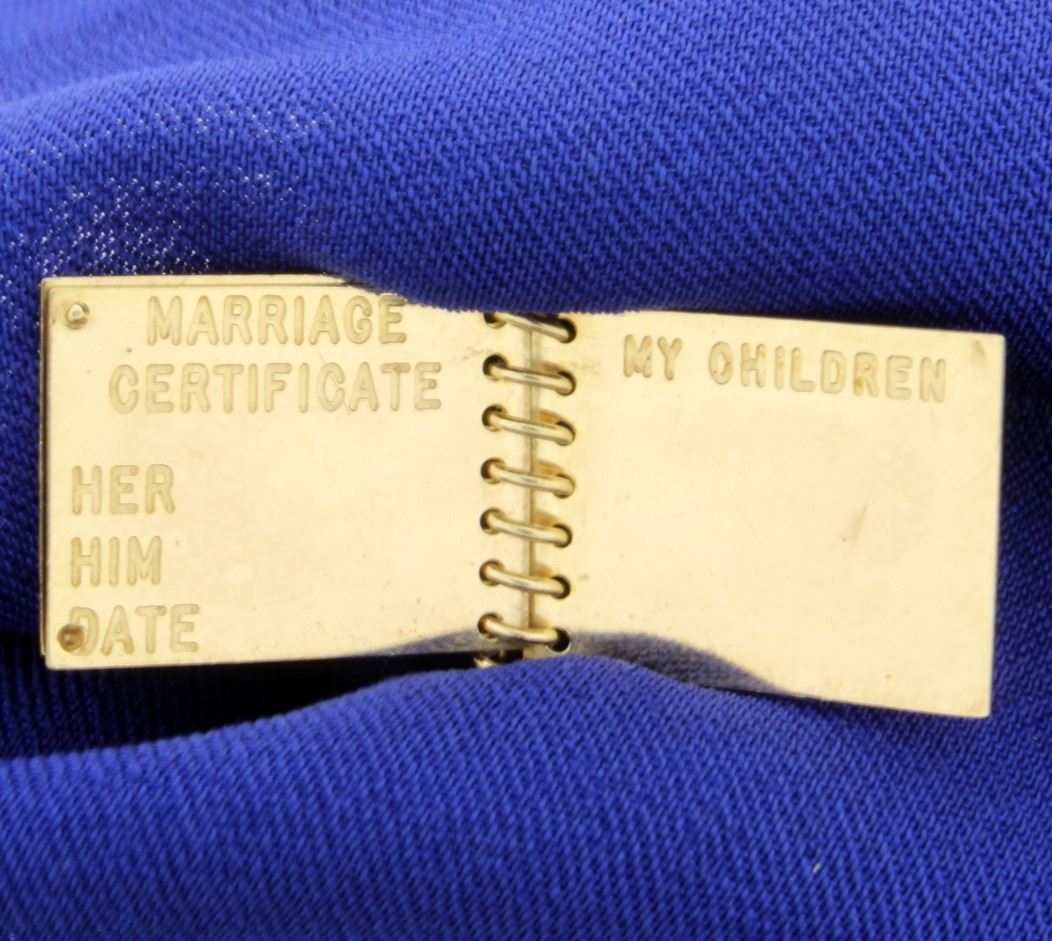 MARRIAGE
CERTIFICATE
HER
HIM
DATE
MY CHILDREN